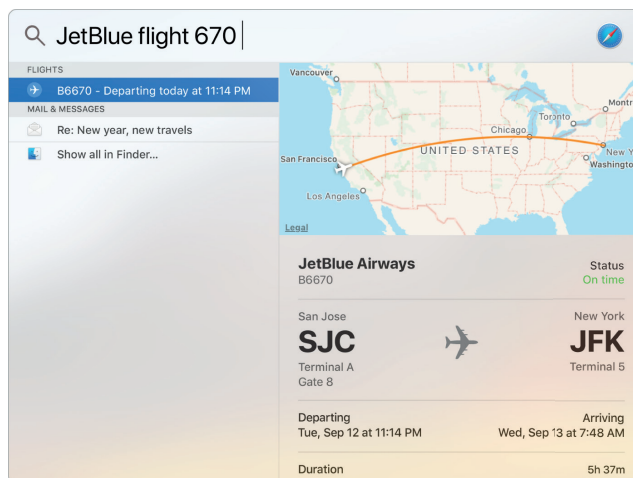 JetBlue flight 670
FLIGHTS
B6670 - Departing today at 11:14 PM
MAIL & MESSAGES
Re: New year, new travels
Show all in Finder...
Vancouver
Montr
Toronto
Chicago
UNITED STATES
New Y
San Francisco
Washingto
Los Angeles
Legal
JetBlue Airways
Status
B6670
On time
San Jose
New York
SJC
JFK
Terminal A
Terminal 5
Gate 8
Departing
Arriving
Tue, Sep 12 at 11:14 PM
Wed, Sep 13 at 7:48 AM
Duration
5h 37m